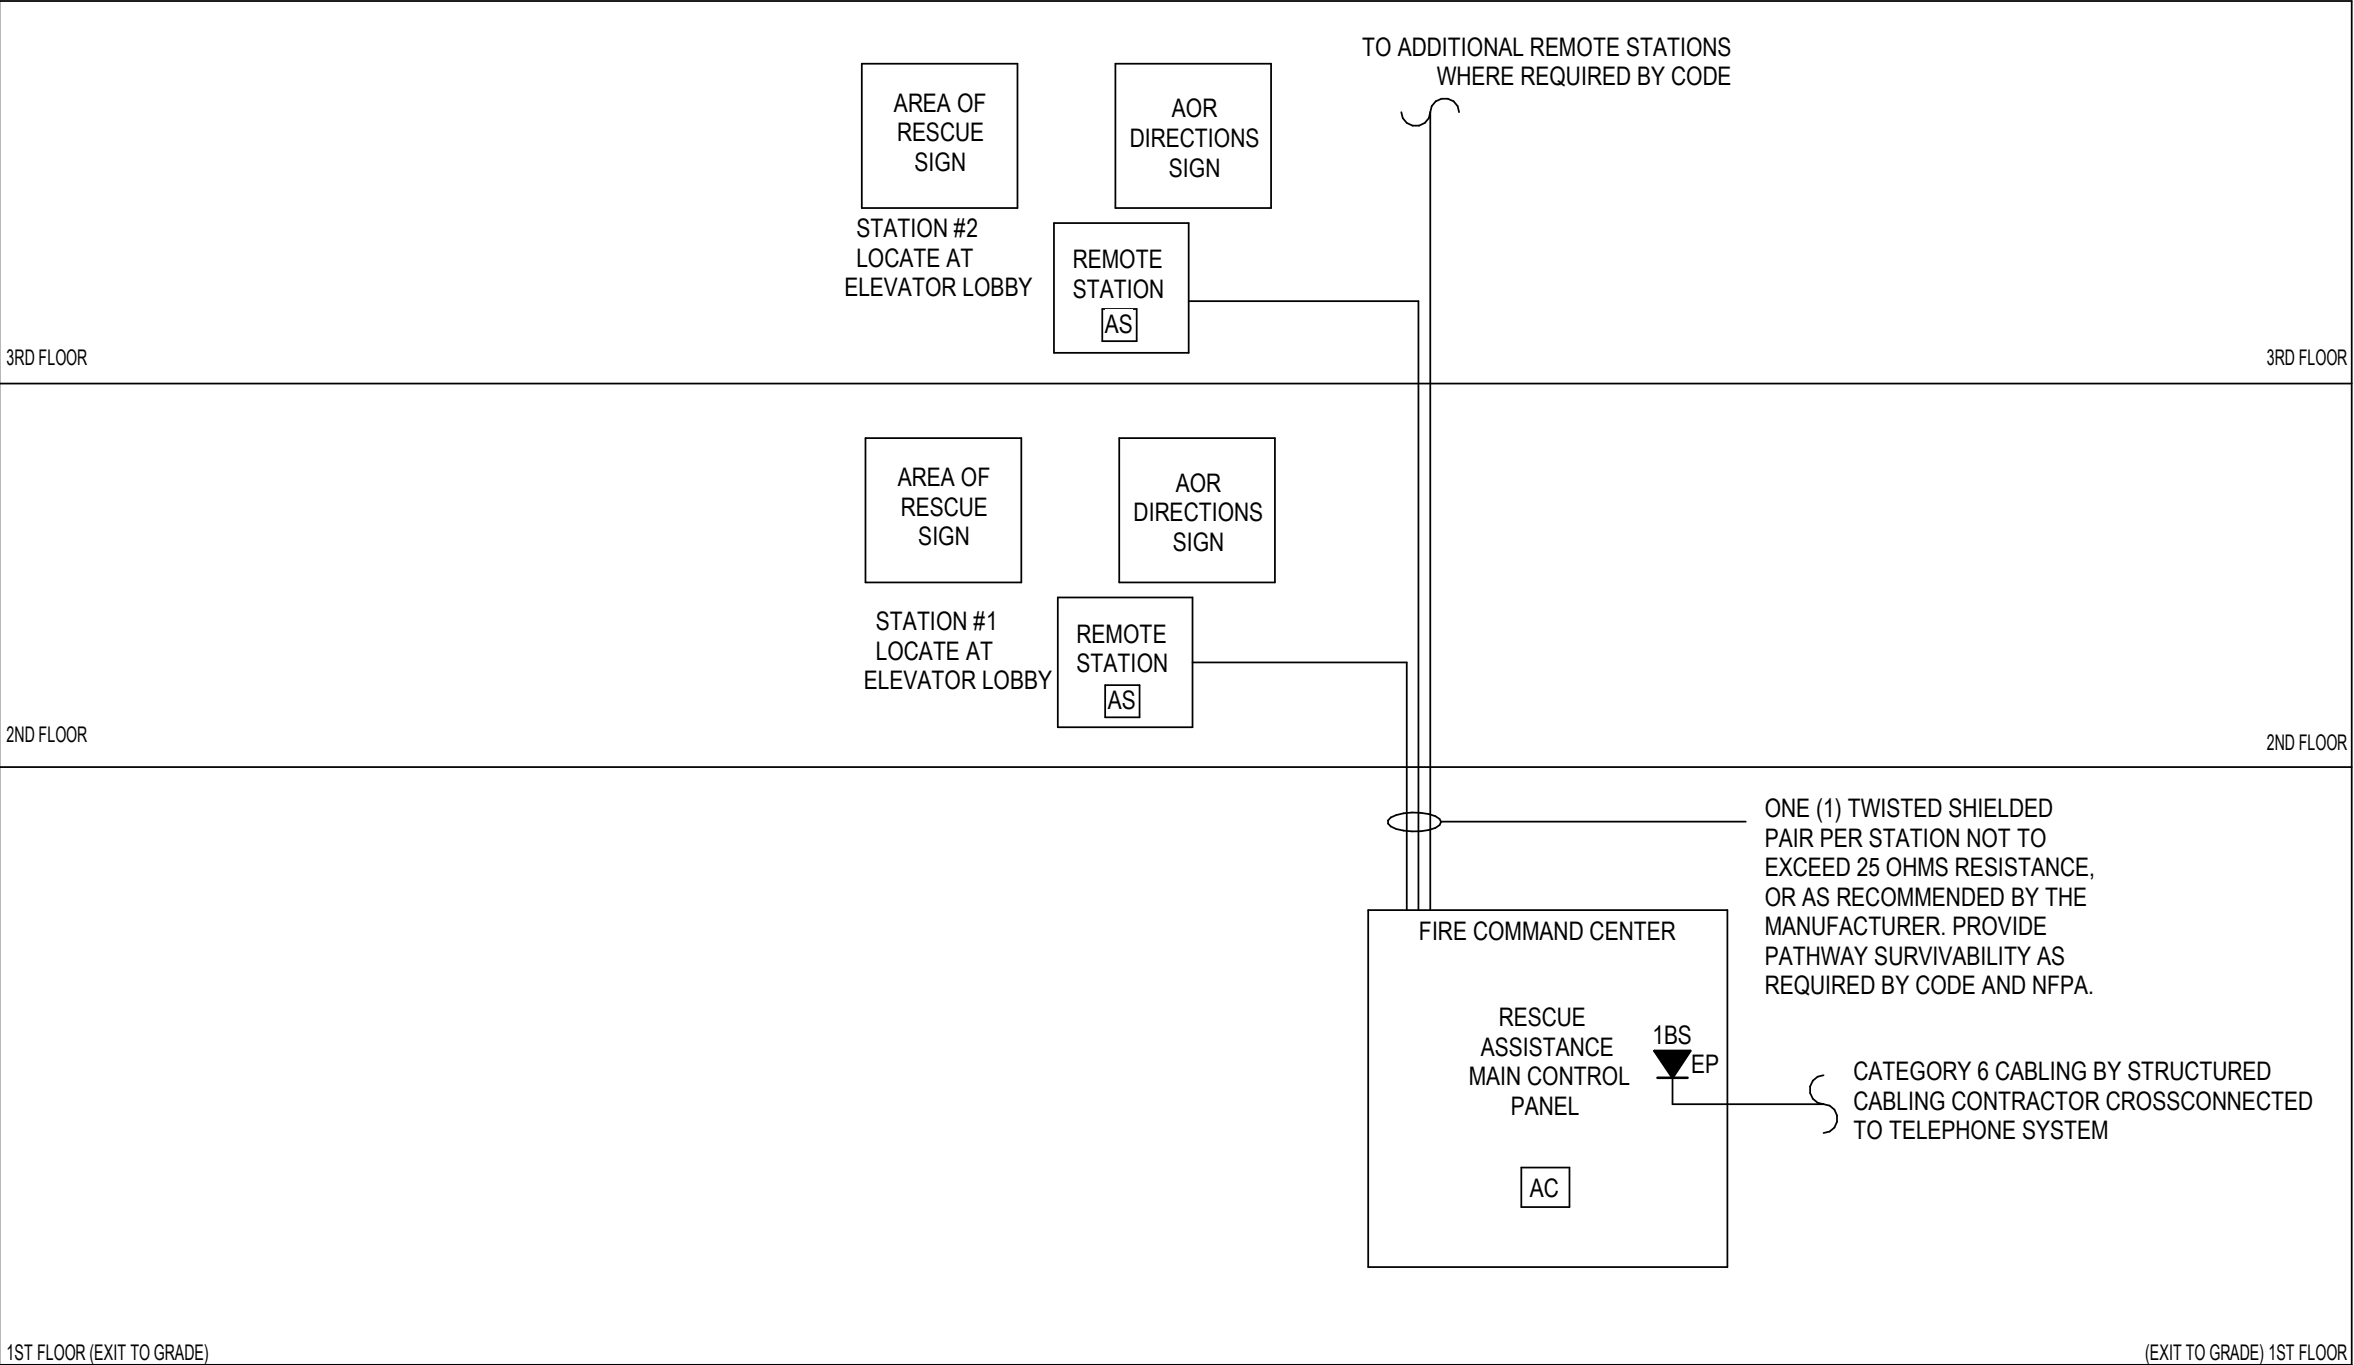 TO ADDITIONAL REMOTE STATIONS
WHERE REQUIRED BY CODE
AREA OF
RESCUE
SIGN
AOR
DIRECTIONS
SIGN
STATION #2
LOCATE AT
ELEVATOR LOBBY
REMOTE
STATION
AS
3RD FLOOR
3RD FLOOR
AREA OF
RESCUE
SIGN
AOR
DIRECTIONS
SIGN
STATION #1
LOCATE AT
ELEVATOR LOBBY
REMOTE
STATION
AS
2ND FLOOR
2ND FLOOR
ONE (1) TWISTED SHIELDED
PAIR PER STATION NOT TO
EXCEED 25 OHMS RESISTANCE,
OR AS RECOMMENDED BY THE
MANUFACTURER. PROVIDE
PATHWAY SURVIVABILITY AS
REQUIRED BY CODE AND NFPA.
FIRE COMMAND CENTER
RESCUE
ASSISTANCE
MAIN CONTROL
PANEL
1BS
EP
AC
CATEGORY 6 CABLING BY STRUCTURED
CABLING CONTRACTOR CROSSCONNECTED
TO TELEPHONE SYSTEM
1ST FLOOR (EXIT TO GRADE)
(EXIT TO GRADE) 1ST FLOOR